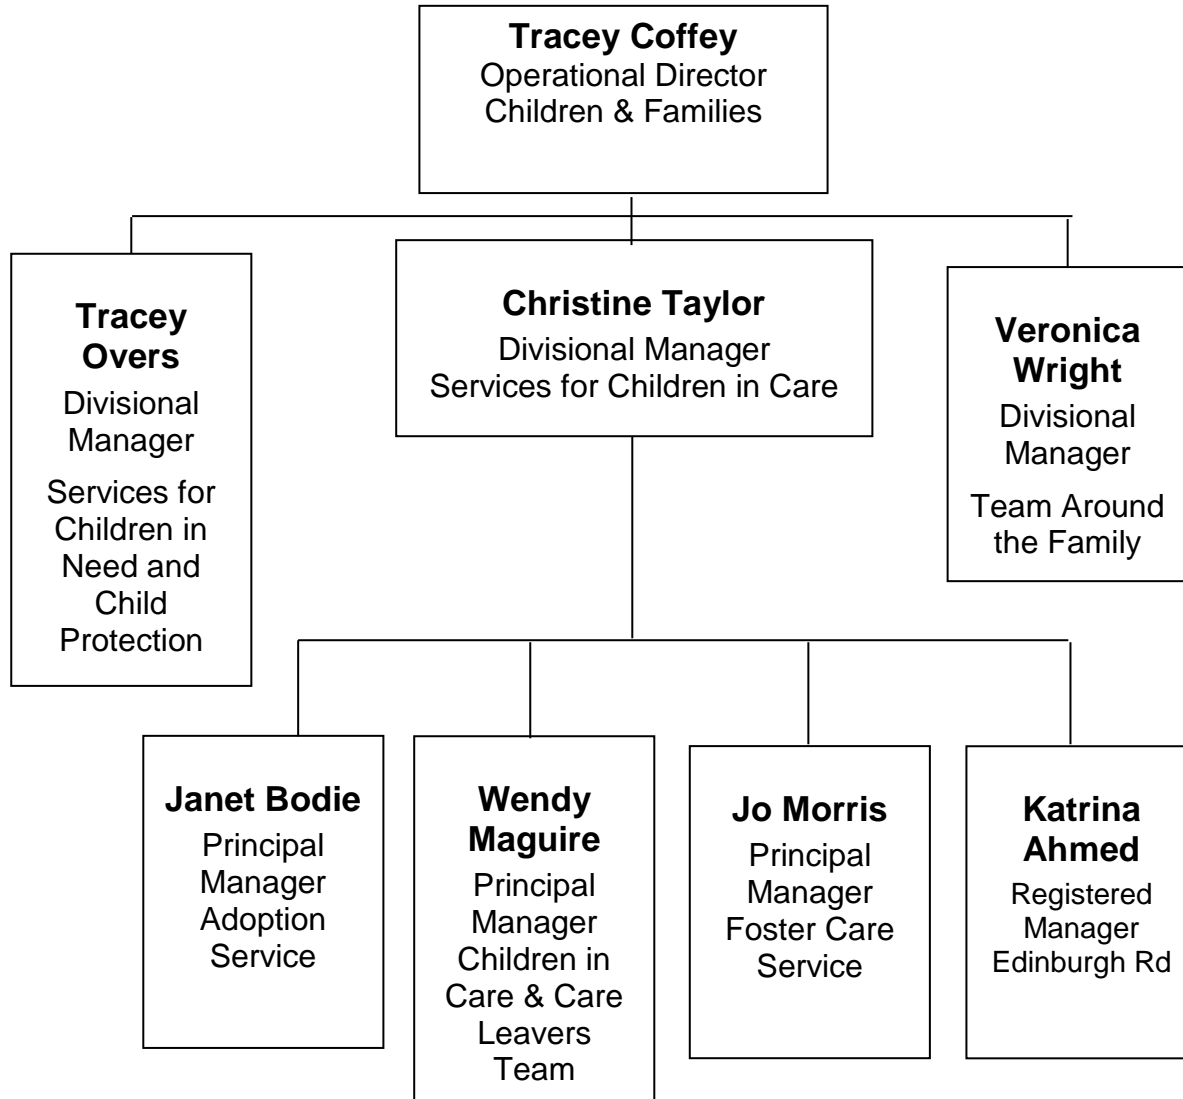 Tracey Coffey
Operational Director
Children & Families
Tracey
Overs
Divisional
Manager
Services for
Children in
Need and
Child
Protection
Christine Taylor
Divisional Manager
Services for Children in Care
Veronica
Wright
Divisional
Manager
Team Around
the Family
Janet Bodie
Principal
Manager
Adoption
Service
Wendy
Maguire
Principal
Manager
Children in
Care & Care
Leavers
Team
Jo Morris
Principal
Manager
Foster Care
Service
Katrina
Ahmed
Registered
Manager
Edinburgh Rd